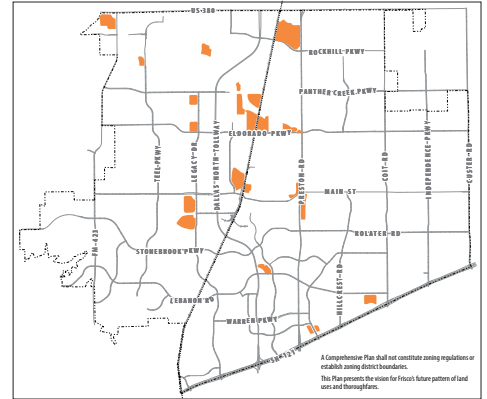 US-380
ROCKHILL PKWY
PANTHER CREEK PKWY
ELDORADO PKWY
TEEL PKWY
LEGACY DR
DALLAS NORTH TOLLWAY
PRESTON RD
COIT RD
INDEPENDENCE PKWY
CUSTER RD
MAIN ST
FM 423
ROLATER RD
STONEBROOK PKWY
HILLCREST RD
LEBANON RD
WARREN PKWY
SH-121
A Comprehensive Plan shall not constitute zoning regulations or
establish zoning district boundaries.
This Plan presents the vision for Frisco's future pattern of land
uses and thoroughfares.